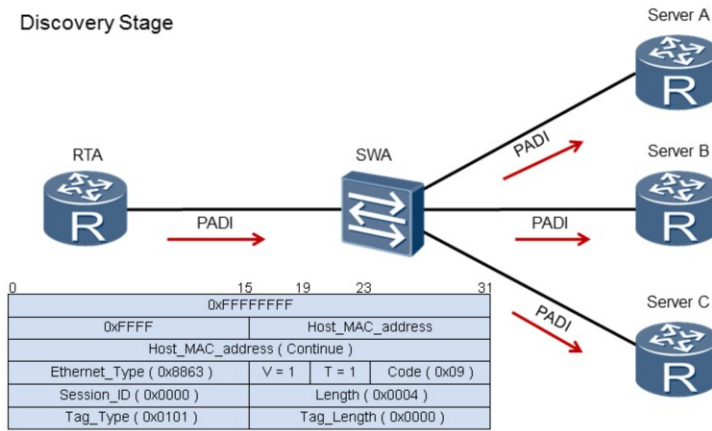 Discovery Stage
Server A
PADI
RTA
SWA
Server B
R
R
PADI
PADI
R
Server C
PADI
R
0 15 19 23 31
0xFFFFFFFF
0xFFFF Host_MAC_address
Host_MAC_address ( Continue )
Ethernet_Type ( 0x8863 ) V = 1 T = 1 Code ( 0x09 )
Session_ID ( 0x0000 ) Length ( 0x0004 )
Tag_Type ( 0x0101 ) Tag_Length ( 0x0000 )